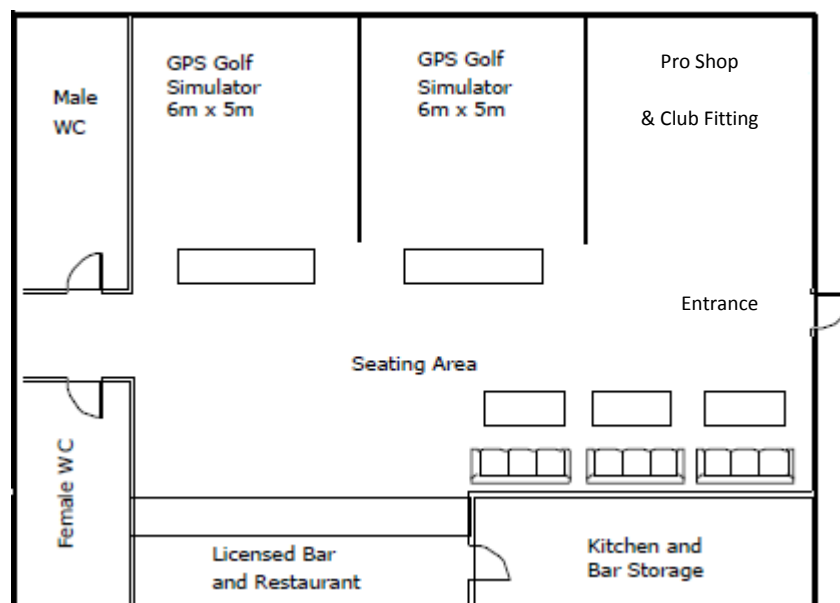 Male
WC
GPS Golf
Simulator
6m x 5m
GPS Golf
Simulator
6m x 5m
Pro Shop
& Club Fitting
Entrance
Seating Area
Female WC
Licensed Bar
and Restaurant
Kitchen and
Bar Storage